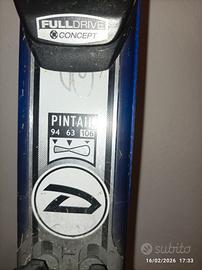 FULLDRIVE
CONCEPT
PINTAIL
94 63 106
subito
16/02/2026 17:33